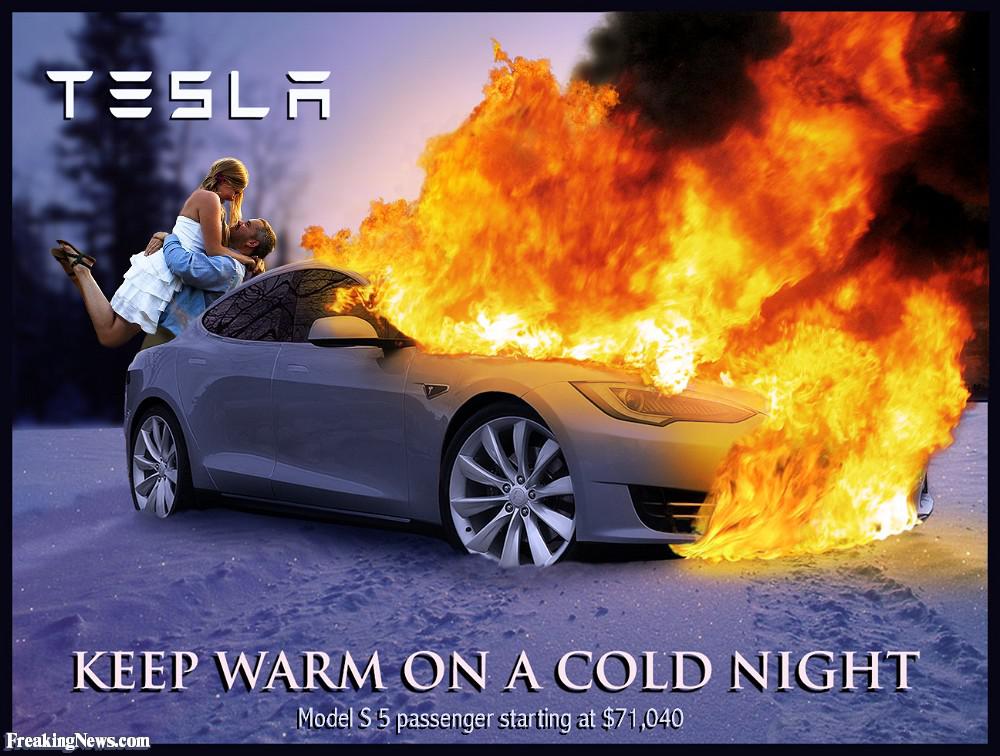 TESLA
KEEP WARM ON A COLD NIGHT
Model S 5 passenger starting at $71,040
FreakingNews.com